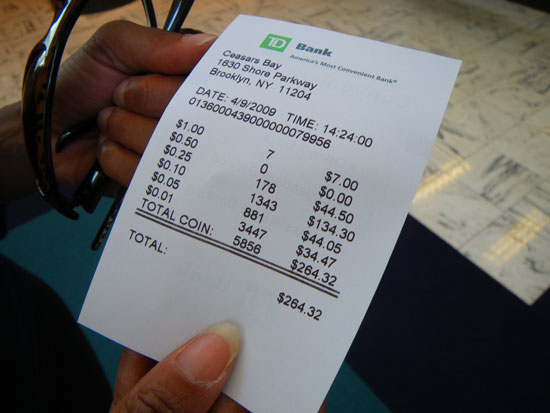 TD Bank
America's Most Convenient Bank®
Ceasars Bay
1630 Shore Parkway
Brooklyn, NY 11204
DATE: 4/9/2009 TIME: 14:24:00
0136000439000000079956
$1.00 7 $7.00
$0.50 0 $0.00
$0.25 178 $44.50
$0.10 1343 $134.30
$0.05 881 $44.05
$0.01 3447 $34.47
TOTAL COIN: 5856 $264.32
TOTAL: $264.32